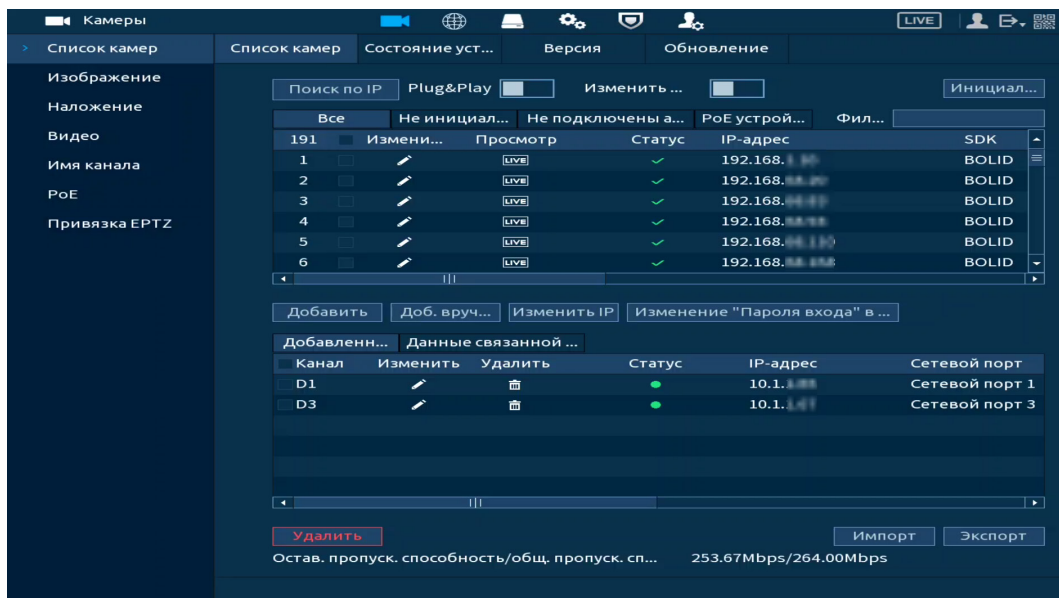 Камеры LIVE
Список камер
Изображение
Наложение
Видео
Имя канала
PoE
Привязка EPTZ
Список камер Состояние уст... Версия Обновление
Поиск по IP Plug&Play Изменить ... Инициал...
Все Не инициал... Не подключены а... PoE устрой... Фил...
191 Измени... Просмотр Статус IP-адрес SDK
1 LIVE 192.168. BOLID
2 LIVE 192.168. BOLID
3 LIVE 192.168. BOLID
4 LIVE 192.168. BOLID
5 LIVE 192.168. BOLID
6 LIVE 192.168. BOLID
Добавить Доб. вруч... Изменить IP Изменение "Пароля входа" в ...
Добавленн... Данные связанной ...
Канал Изменить Удалить Статус IP-адрес Сетевой порт
D1 10.1. Сетевой порт 1
D3 10.1. Сетевой порт 3
Удалить Импорт Экспорт
Остав. пропуск. способность/общ. пропуск. сп... 253.67Mbps/264.00Mbps